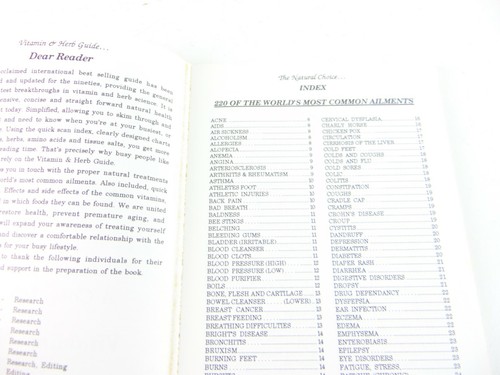 Vitamin & Herb Guide...
Dear Reader
claimed international best selling guide has been
d and updated for the nineties, providing the general
test breakthroughs in vitamin and herb science. It is
ensive, concise and straight forward natural health
t today. Simplified, allowing you to skim through and
and need to know when you're at your busiest, or
Using the quick scan index, clearly designed charts
herbs, amino acids and tissue salts, you get more
eading time. That's precisely why busy people like
rely on the Vitamin & Herb Guide.
you in touch with the proper natural treatments
world's most common ailments. Also included, quick
Effects and side effects of the common vitamins,
in which foods they can be found. We are united
restore health, prevent premature aging, and
will expand your awareness of treating yourself
and discover a comfortable relationship with the
for your busy lifestyle.
to thank the following individuals for their
d support in the preparation of the book.
Research
Research
Research
Research
Research
Research
Research, Editing
Editing
The Natural Choice...
INDEX
220 OF THE WORLD'S MOST COMMON AILMENTS
ACNE
AIDS
AIR SICKNESS
ALCOHOLISM
ALLERGIES
ALOPECIA
ANEMIA
ANGINA
ARTERIOSCLEROSIS
ARTHRITIS & RHEUMATISM
ASTHMA
ATHLETES FOOT
ATHLETIC INJURIES
BACK PAIN
BAD BREATH
BALDNESS
BEE STINGS
BELCHING
BLEEDING GUMS
BLADDER (IRRITABLE)
BLOOD CLEANSER
BLOOD CLOTS
BLOOD PRESSURE (HIGH)
BLOOD PRESSURE (LOW)
BLOOD PURIFIER
BOILS
BONE, FLESH AND CARTILAGE
BOWEL CLEANSER (LOWER)
BREAST CANCER
BREAST FEEDING
BREATHING DIFFICULTIES
BRIGHT'S DISEASE
BRONCHITIS
BRUXISM
BURNING FEET
BURNS
CERVICAL DYSPLASIA
CHARLY HORSE
CHICKEN POX
CIRCULATION
CIRRHOSIS OF THE LIVER
COLD FEET
COLDS AND COUGHS
COLDS AND FLU
COLD SORES
COLIC
COLITIS
CONSTIPATION
COUGHS
CRADLE CAP
CRAMPS
CROHN'S DISEASE
CROUP
CYSTITIS
DANDRUFF
DEPRESSION
DERMATITIS
DIABETES
DIAPER RASH
DIARRHEA
DIGESTIVE DISORDERS
DROPSY
DRUG DEPENDANCY
DYSPEPSIA
EAR INFECTION
ECZEMA
EDEMA
EMPHYSEMA
ENTEROBIASIS
EPILEPSY
EYE DISORDERS
FATIGUE, STRESS,